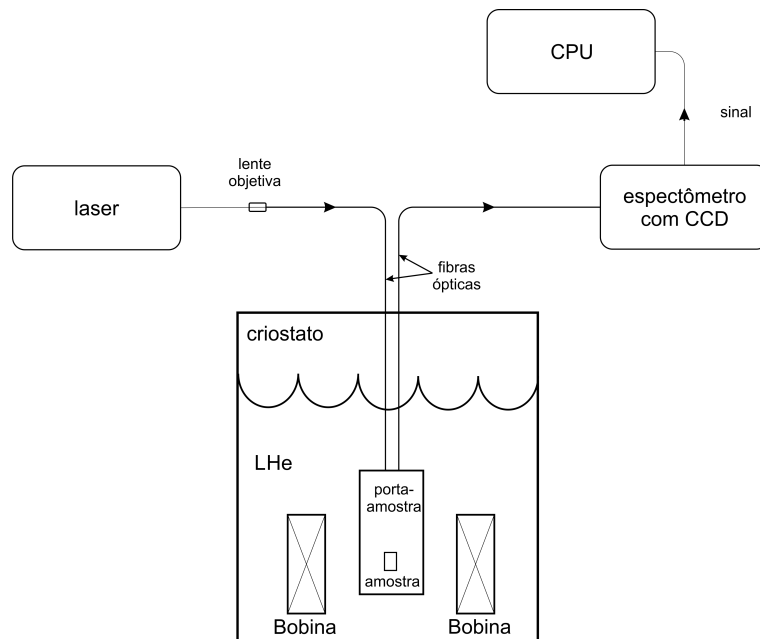 CPU
sinal
lente
objetiva
laser
espectômetro
com CCD
fibras
ópticas
criostato
LHe
porta-
amostra
amostra
Bobina
Bobina